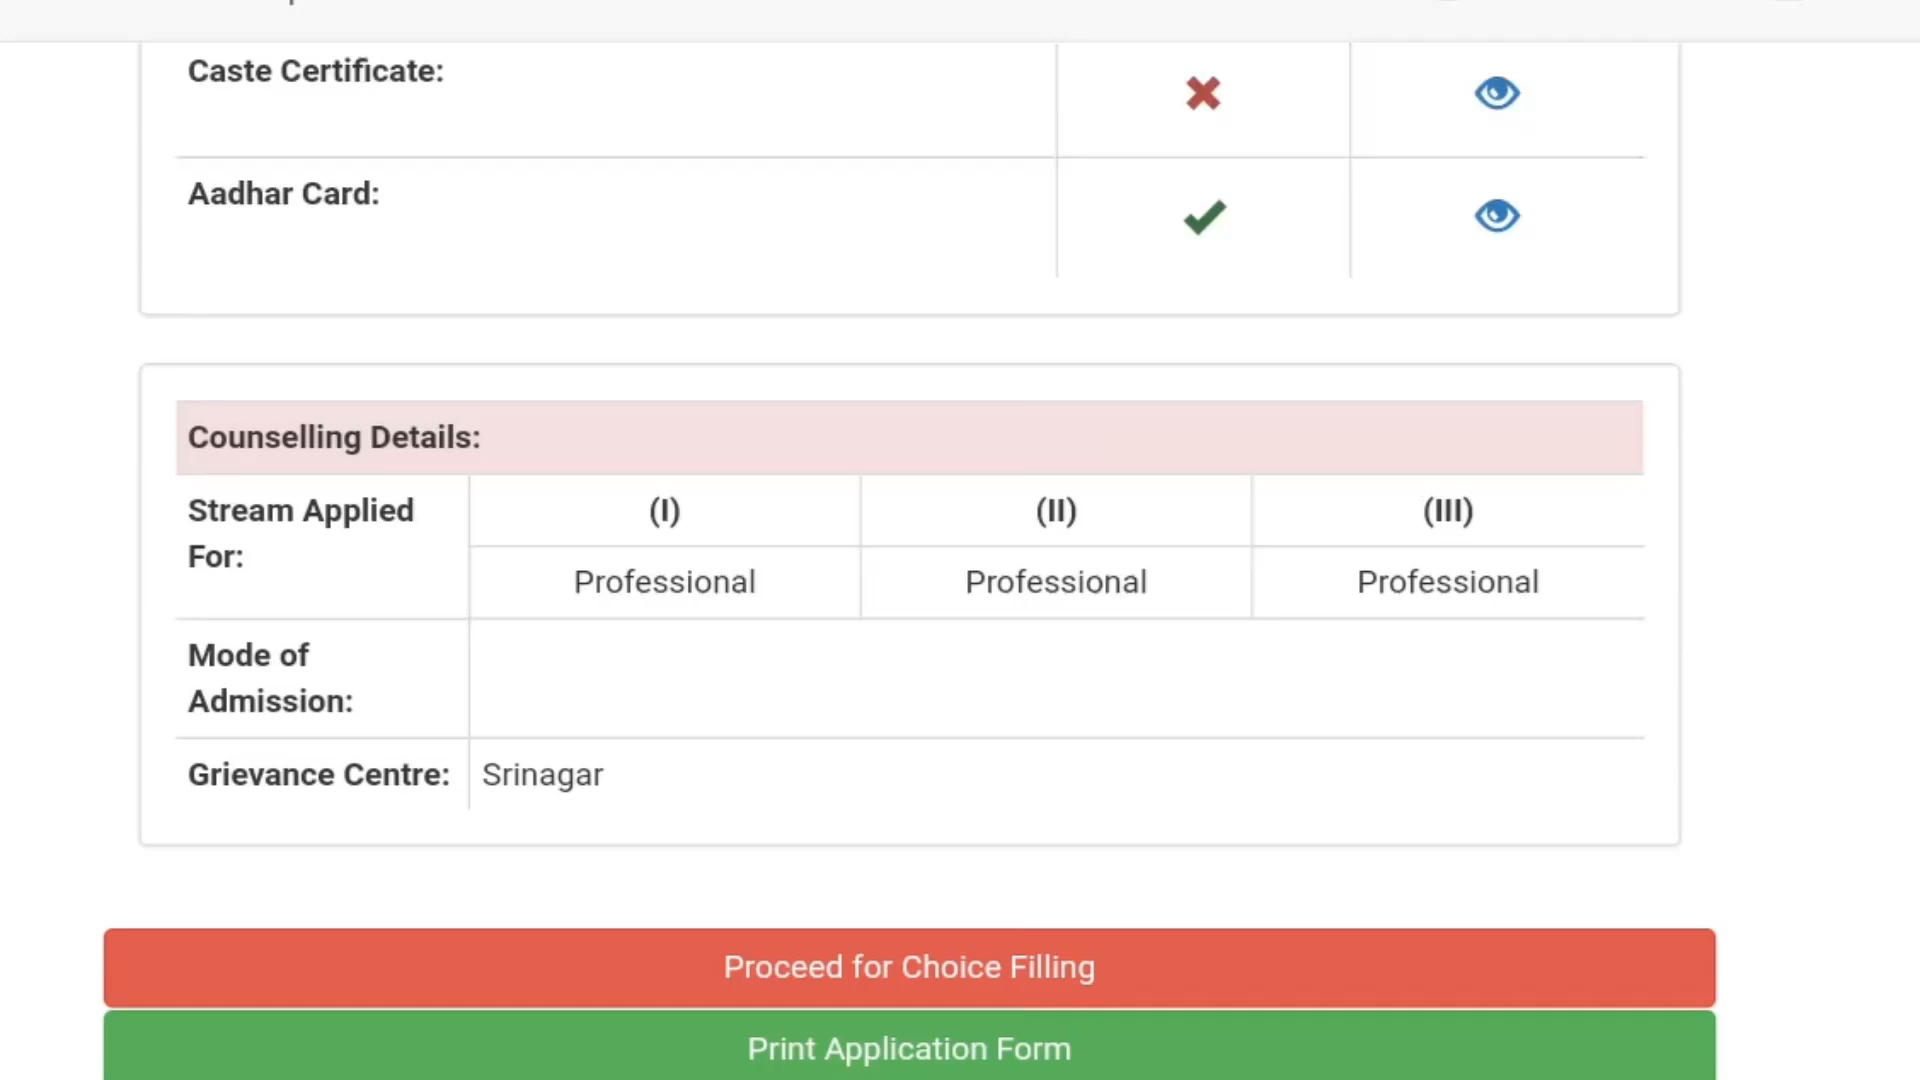 Caste Certificate:
Aadhar Card:
Counselling Details:
Stream Applied
For:
(I) (II) (III)
Professional Professional Professional
Mode of
Admission:
Grievance Centre: Srinagar
Proceed for Choice Filling
Print Application Form